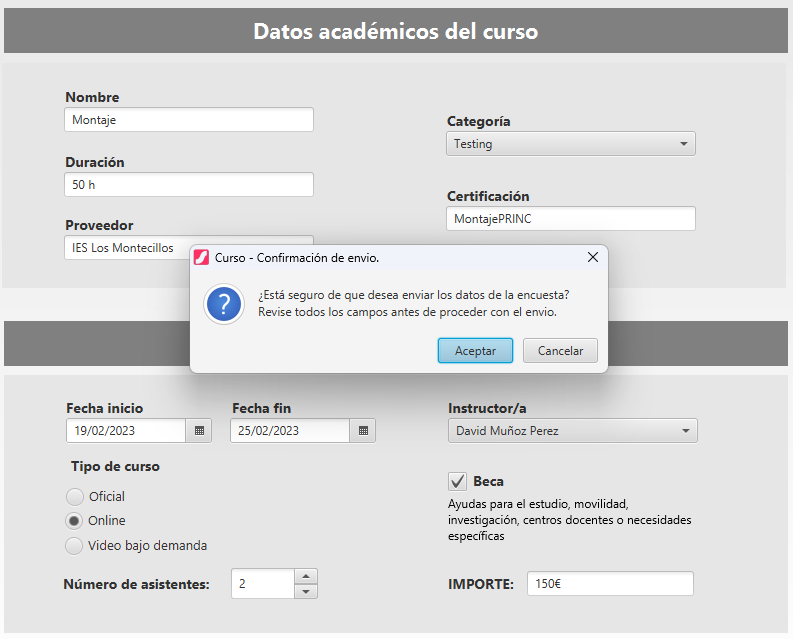 Datos académicos del curso
Nombre
Montaje
Categoría
Testing
Duración
50 h
Certificación
MontajePRINC
Proveedor
IES Los Montecillos
Curso - Confirmación de envio.
¿Está seguro de que desea enviar los datos de la encuesta?
Revise todos los campos antes de proceder con el envio.
Aceptar Cancelar
Fecha inicio Fecha fin Instructor/a
19/02/2023 25/02/2023 David Muñoz Perez
Tipo de curso
Oficial
Online
Video bajo demanda
Beca
Ayudas para el estudio, movilidad,
investigación, centros docentes o necesidades
específicas
Número de asistentes: 2 IMPORTE: 150€